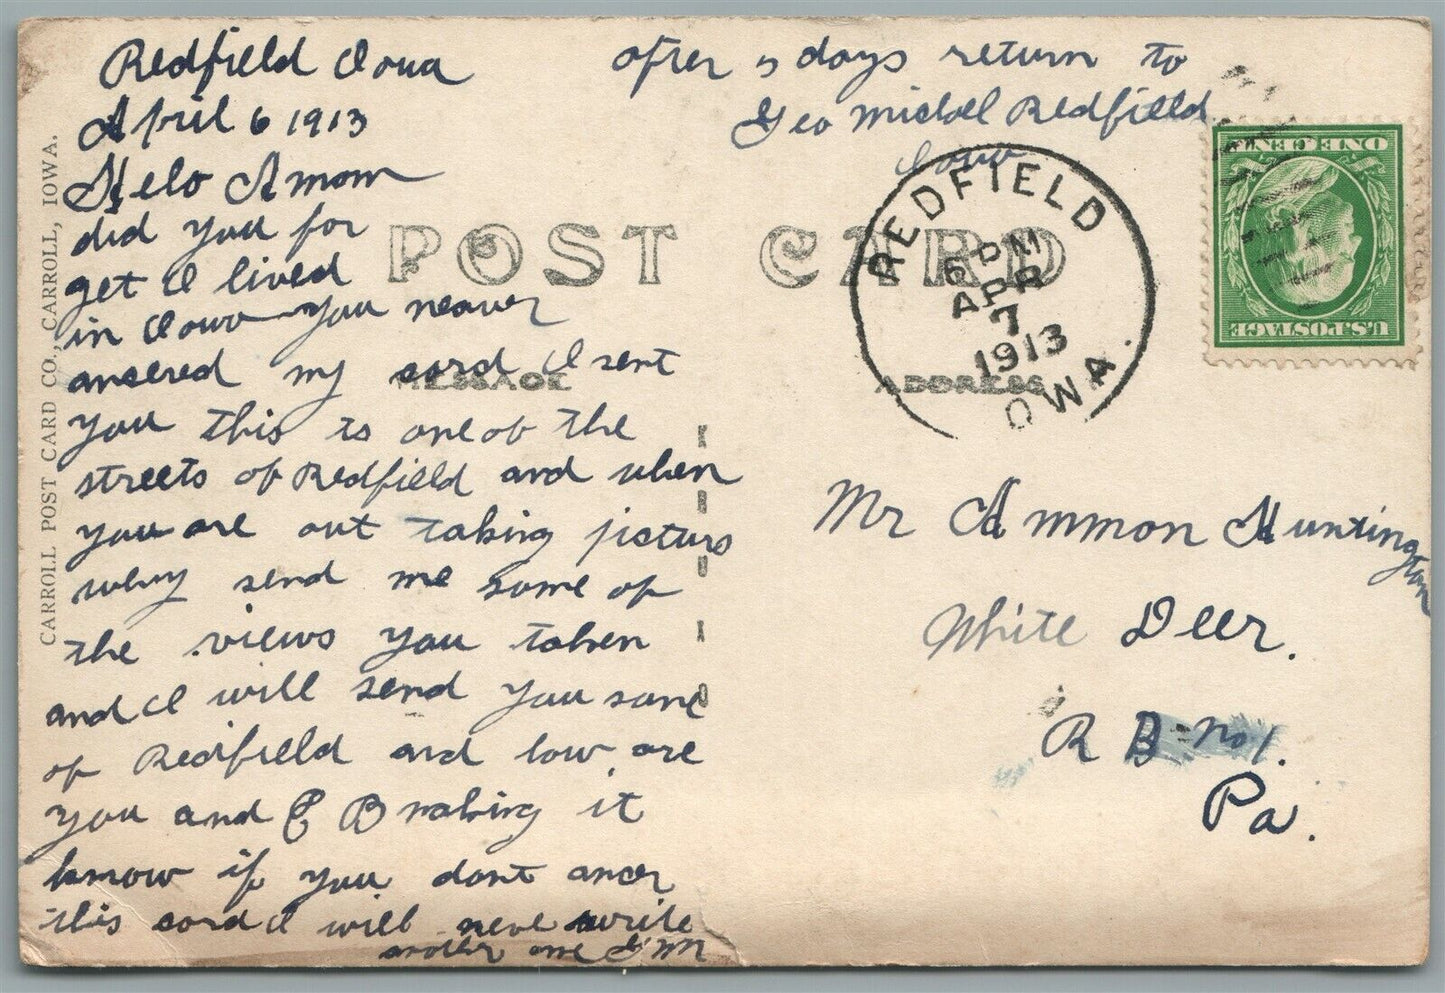 Redfield Iowa
April 6 1913
Helo Amom
did you for
get I lived
in Iowa you neaver
ancered my card I sent
you this is one of the
streets of Redfield and when
you are out taking picturs
why send me some of
the views you taken
and I will send you some
of Redfield and how are
you and E B making it
know if you dont ancer
this card I will neve write
another one G M
after 5 days return to
Geo Michel Redfield
Iowa
POST CARD
MESSAGE
ADDRESS
REDFIELD
6 PM
APR
7
1913
IOWA.
ONE CENT
U.S. POSTAGE
Mr Ammon Huntington
White Deer.
R D No 1.
Pa.
CARROLL POST CARD CO., CARROLL, IOWA.